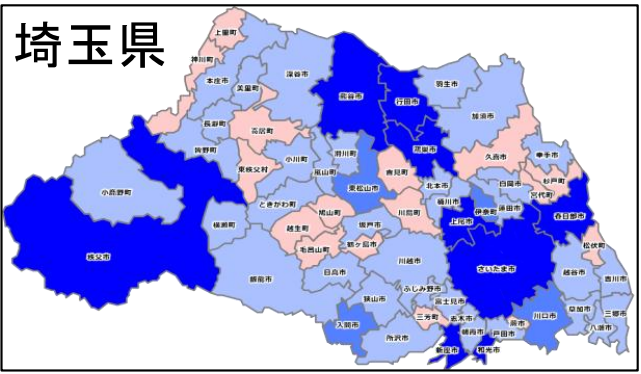 埼玉県
上里町
神川町
本庄市
美里町
深谷市
熊谷市
行田市
羽生市
加須市
長瀞町
皆野町
寄居町
小川町
滑川町
嵐山町
東秩父村
東松山市
吉見町
鴻巣市
久喜市
幸手市
杉戸町
宮代町
白岡市
北本市
桶川市
伊奈町
蓮田市
上尾市
春日部市
小鹿野町
秩父市
横瀬町
ときがわ町
鳩山町
越生町
毛呂山町
坂戸市
鶴ヶ島市
川島町
川越市
日高市
飯能市
狭山市
入間市
所沢市
ふじみ野市
富士見市
三芳町
志木市
新座市
朝霞市
和光市
さいたま市
戸田市
蕨市
川口市
松伏町
越谷市
吉川市
草加市
三郷市
八潮市